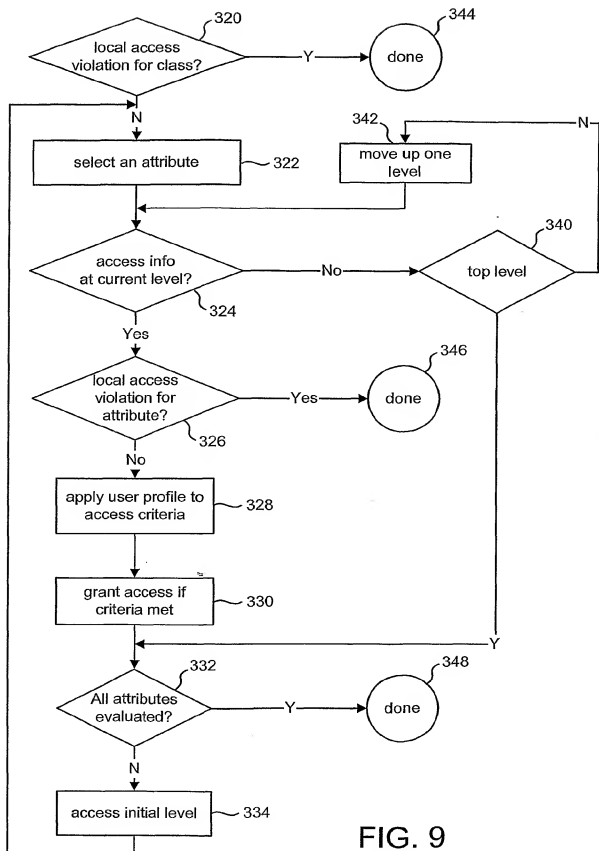 320
local access
violation for class?
Y
344
done
N
select an attribute
322
342
move up one
level
N
access info
at current level?
324
No
340
top level
Yes
local access
violation for
attribute?
326
Yes
346
done
No
apply user profile to
access criteria
328
grant access if
criteria met
330
Y
332
All attributes
evaluated?
Y
348
done
N
access initial level
334
FIG. 9